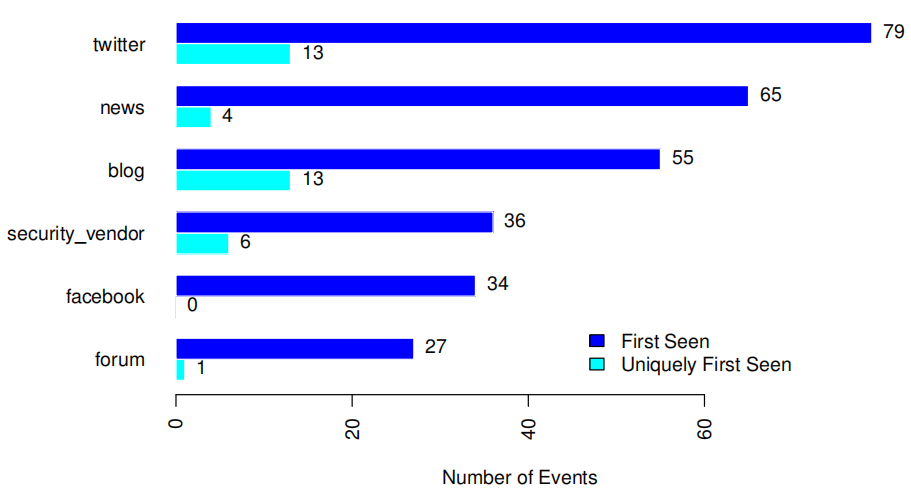 twitter
79
13
news
65
4
blog
55
13
security_vendor
36
6
facebook
34
0
forum
27
1
First Seen
Uniquely First Seen
0 20 40 60
Number of Events